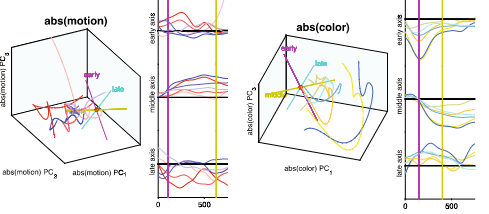 abs(motion)
abs(motion) PC3
early
late
abs(motion) PC2
abs(motion) PC1
early axis
middle axis
late axis
0
500
abs(color)
abs(color) PC3
early
late
middle
abs(color) PC1
early axis
middle axis
late axis
0
500